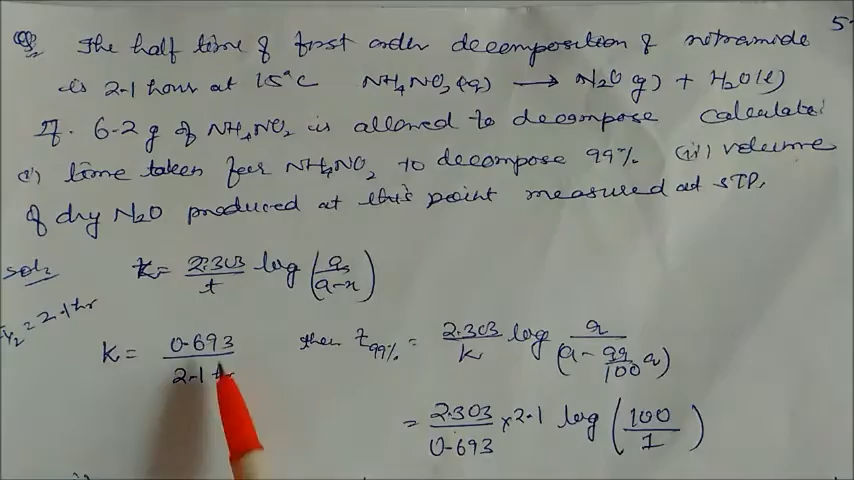 Q. The half time of first order decomposition of nitramide 5
is 2.1 hour at 15°C NH4NO2(aq) → N2O(g) + H2O(l)
If 6.2 g of NH4NO2 is allowed to decompose calculate:
(i) time taken for NH4NO2 to decompose 99% (ii) volume
of dry N2O produced at this point measured at STP.
Sol: K = 2.303/t log (a/(a-x))
t1/2 = 2.1 hr
K = 0.693/2.1 hr then t99% = 2.303/K log a/(a - 99/100 a)
= 2.303/0.693 × 2.1 log (100/1)